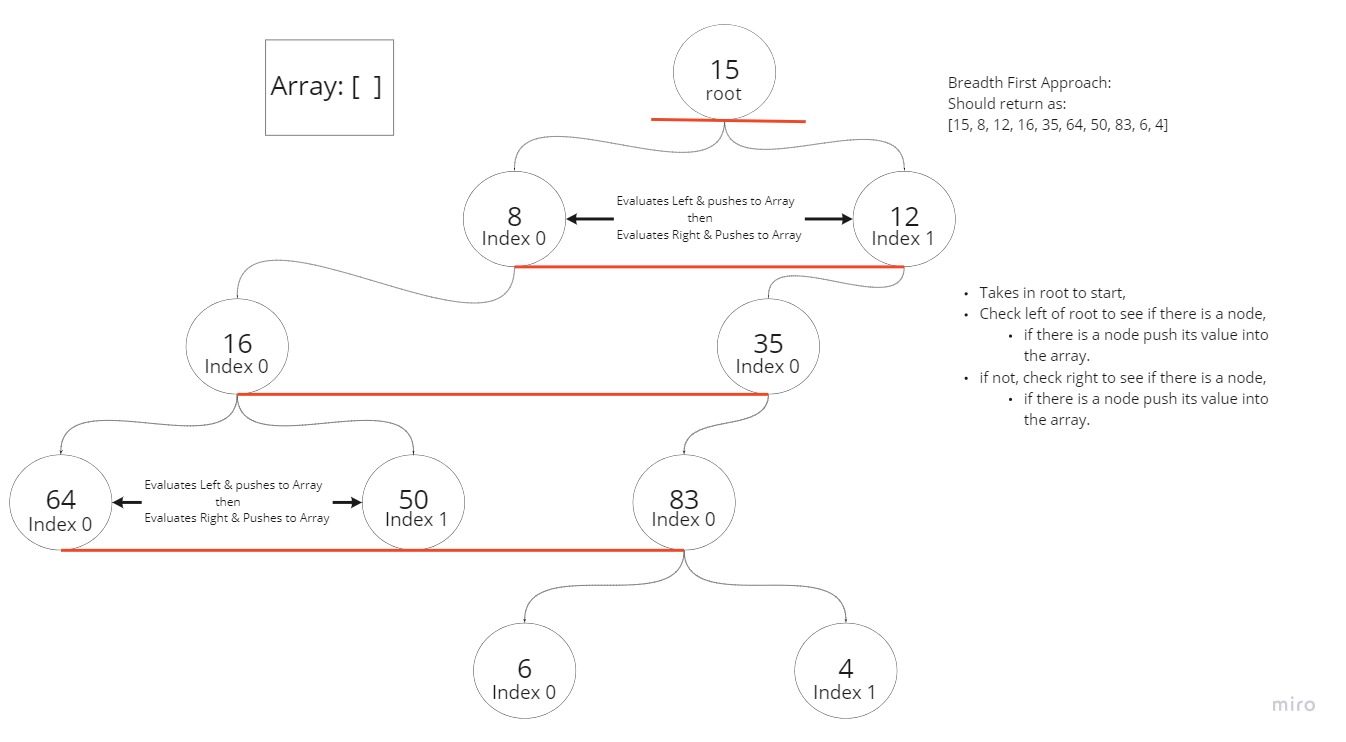 Array: [ ]
15
root
Breadth First Approach:
Should return as:
[15, 8, 12, 16, 35, 64, 50, 83, 6, 4]
8
Index 0
Evaluates Left & pushes to Array
then
Evaluates Right & Pushes to Array
12
Index 1
• Takes in root to start,
• Check left of root to see if there is a node,
• if there is a node push its value into
the array.
• if not, check right to see if there is a node,
• if there is a node push its value into
the array.
16
Index 0
35
Index 0
64
Index 0
Evaluates Left & pushes to Array
then
Evaluates Right & Pushes to Array
50
Index 1
83
Index 0
6
Index 0
4
Index 1
miro